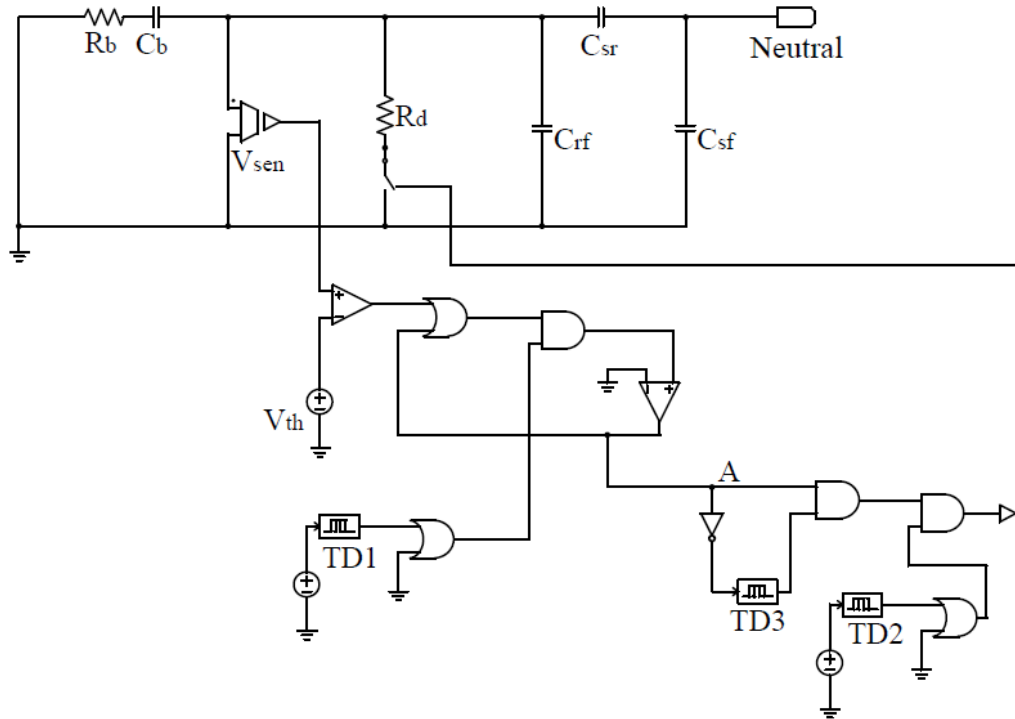 Rb
Cb
Csr
Neutral
Rd
Crf
Csf
Vsen
Vth
A
TD1
TD3
TD2